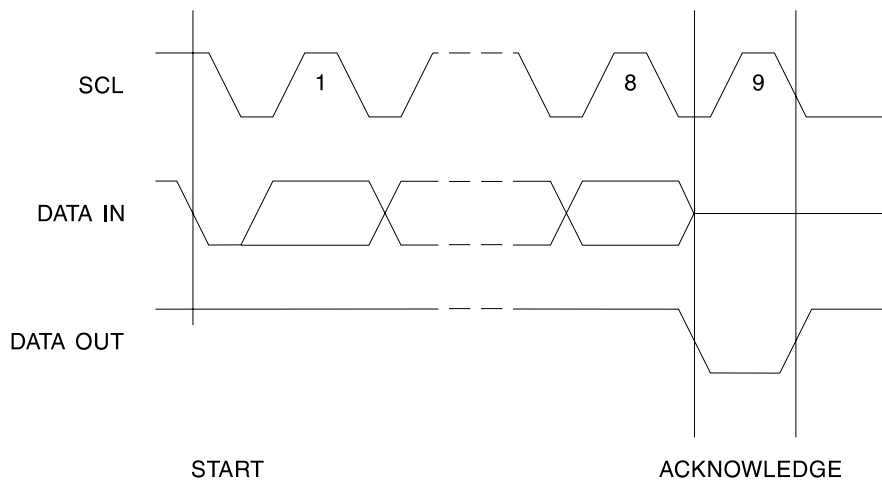 SCL
1
8
9
DATA IN
DATA OUT
START
ACKNOWLEDGE